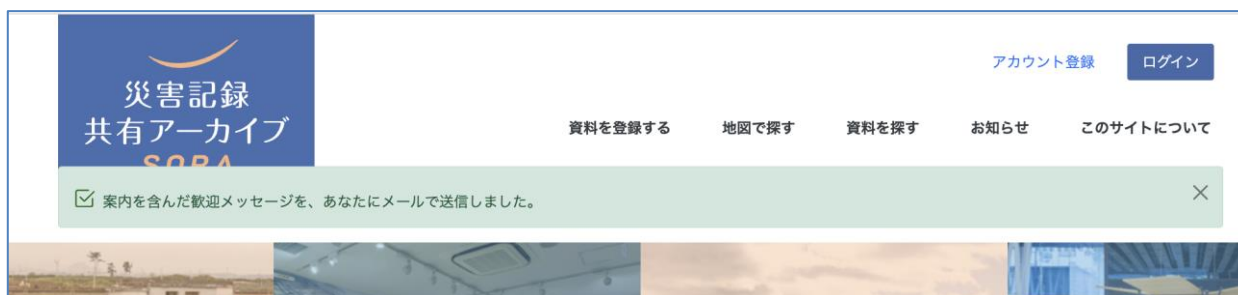 災害記録
共有アーカイブ
SORA
アカウント登録
ログイン
資料を登録する
地図で探す
資料を探す
お知らせ
このサイトについて
案内を含んだ歓迎メッセージを、あなたにメールで送信しました。